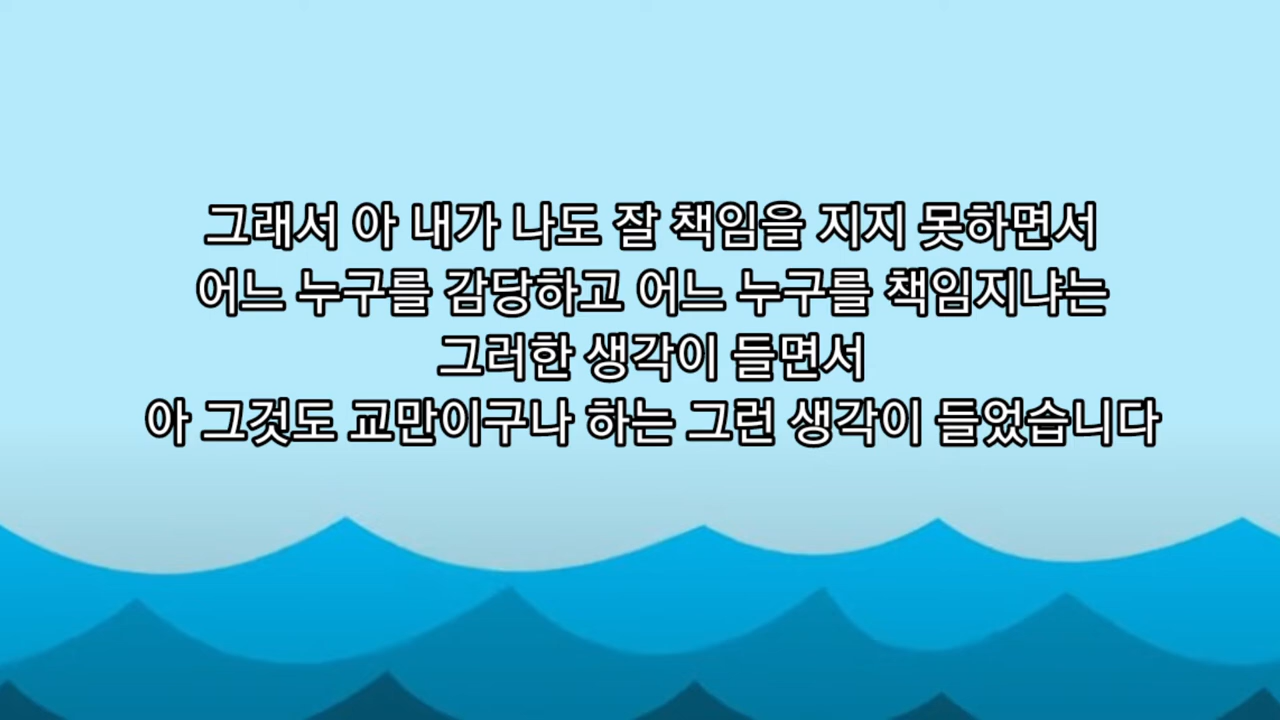 그래서 아 내가 나도 잘 책임을 지지 못하면서
어느 누구를 감당하고 어느 누구를 책임지냐는
그러한 생각이 들면서
아 그것도 교만이구나 하는 그런 생각이 들었습니다